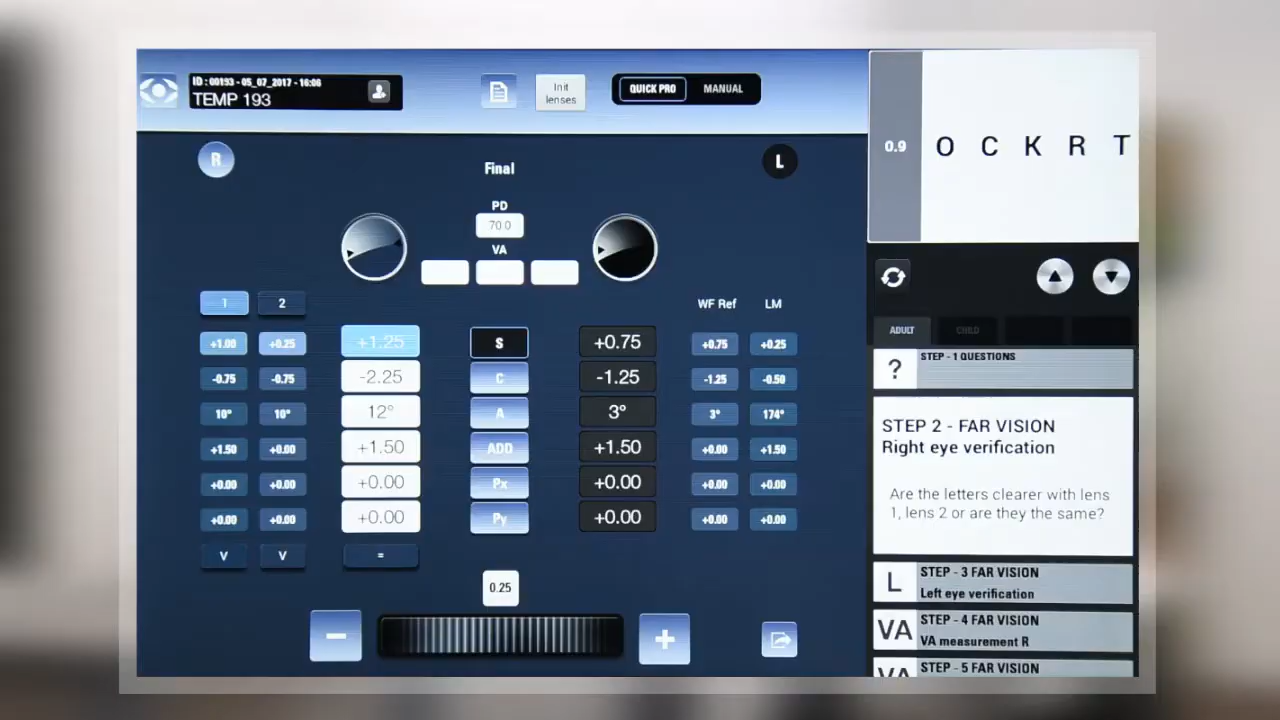 ID : 00193 - 05_07_2017 - 16:06
TEMP 193
Init
lenses
QUICK PRO
MANUAL
0.9
O C K R T
R
Final
L
PD
70.0
VA
1
2
WF Ref
LM
+1.00
+0.25
+1.25
S
+0.75
+0.75
+0.25
-0.75
-0.75
-2.25
C
-1.25
-1.25
-0.50
10°
10°
12°
A
3°
3°
174°
+1.50
+0.00
+1.50
ADD
+1.50
+0.00
+1.50
+0.00
+0.00
+0.00
Px
+0.00
+0.00
+0.00
+0.00
+0.00
+0.00
Py
+0.00
+0.00
+0.00
V
V
=
0.25
−
+
ADULT
CHILD
?
STEP - 1 QUESTIONS
STEP 2 - FAR VISION
Right eye verification
Are the letters clearer with lens
1, lens 2 or are they the same?
L
STEP - 3 FAR VISION
Left eye verification
VA
STEP - 4 FAR VISION
VA measurement R
VA
STEP - 5 FAR VISION